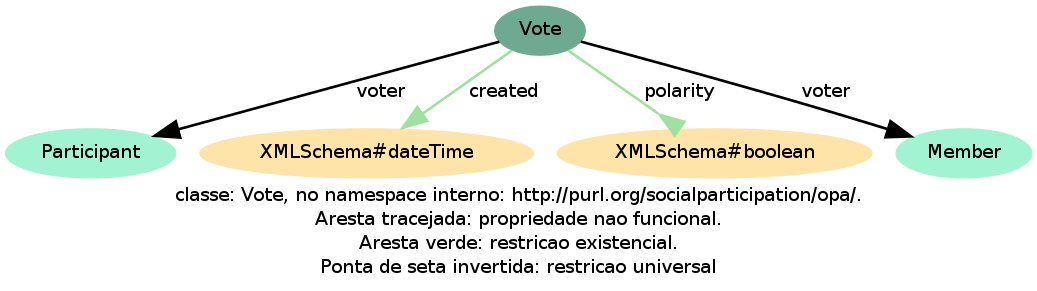 Vote
voter
created
polarity
voter
Participant
XMLSchema#dateTime
XMLSchema#boolean
Member
classe: Vote, no namespace interno: http://purl.org/socialparticipation/opa/.
Aresta tracejada: propriedade nao funcional.
Aresta verde: restricao existencial.
Ponta de seta invertida: restricao universal